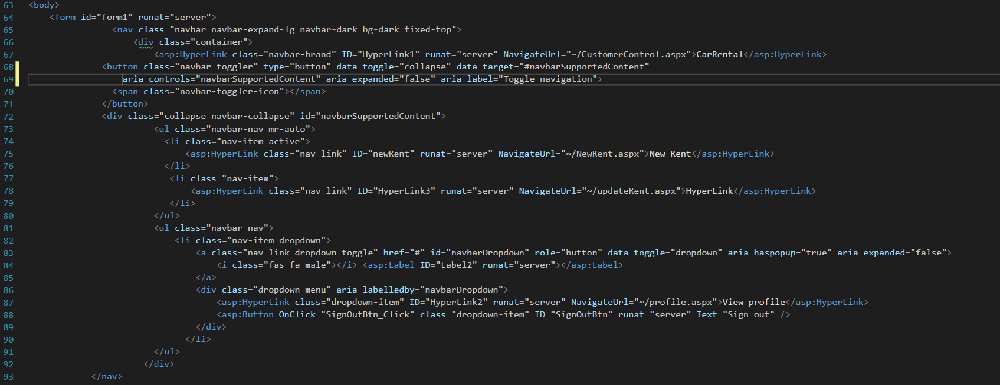 63 <body>
64 <form id="form1" runat="server">
65 <nav class="navbar navbar-expand-lg navbar-dark bg-dark fixed-top">
66 <div class="container">
67 <asp:HyperLink class="navbar-brand" ID="HyperLink1" runat="server" NavigateUrl="~/CustomerControl.aspx">CarRental</asp:HyperLink>
68 <button class="navbar-toggler" type="button" data-toggle="collapse" data-target="#navbarSupportedContent"
69 aria-controls="navbarSupportedContent" aria-expanded="false" aria-label="Toggle navigation">
70 <span class="navbar-toggler-icon"></span>
71 </button>
72 <div class="collapse navbar-collapse" id="navbarSupportedContent">
73 <ul class="navbar-nav mr-auto">
74 <li class="nav-item active">
75 <asp:HyperLink class="nav-link" ID="newRent" runat="server" NavigateUrl="~/NewRent.aspx">New Rent</asp:HyperLink>
76 </li>
77 <li class="nav-item">
78 <asp:HyperLink class="nav-link" ID="HyperLink3" runat="server" NavigateUrl="~/updateRent.aspx">HyperLink</asp:HyperLink>
79 </li>
80 </ul>
81 <ul class="navbar-nav">
82 <li class="nav-item dropdown">
83 <a class="nav-link dropdown-toggle" href="#" id="navbarDropdown" role="button" data-toggle="dropdown" aria-haspopup="true" aria-expanded="false">
84 <i class="fas fa-male"></i> <asp:Label ID="Label2" runat="server"></asp:Label>
85 </a>
86 <div class="dropdown-menu" aria-labelledby="navbarDropdown">
87 <asp:HyperLink class="dropdown-item" ID="HyperLink2" runat="server" NavigateUrl="~/profile.aspx">View profile</asp:HyperLink>
88 <asp:Button OnClick="SignOutBtn_Click" class="dropdown-item" ID="SignOutBtn" runat="server" Text="Sign out" />
89 </div>
90 </li>
91 </ul>
92 </div>
93 </nav>